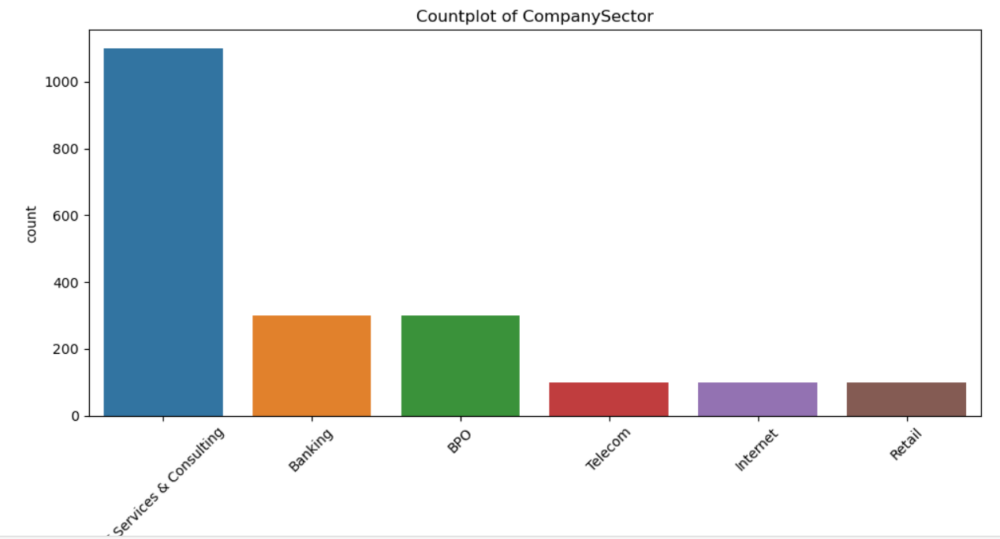 Countplot of CompanySector
1000
800
600
400
200
0
count
Services & Consulting
Banking
BPO
Telecom
Internet
Retail